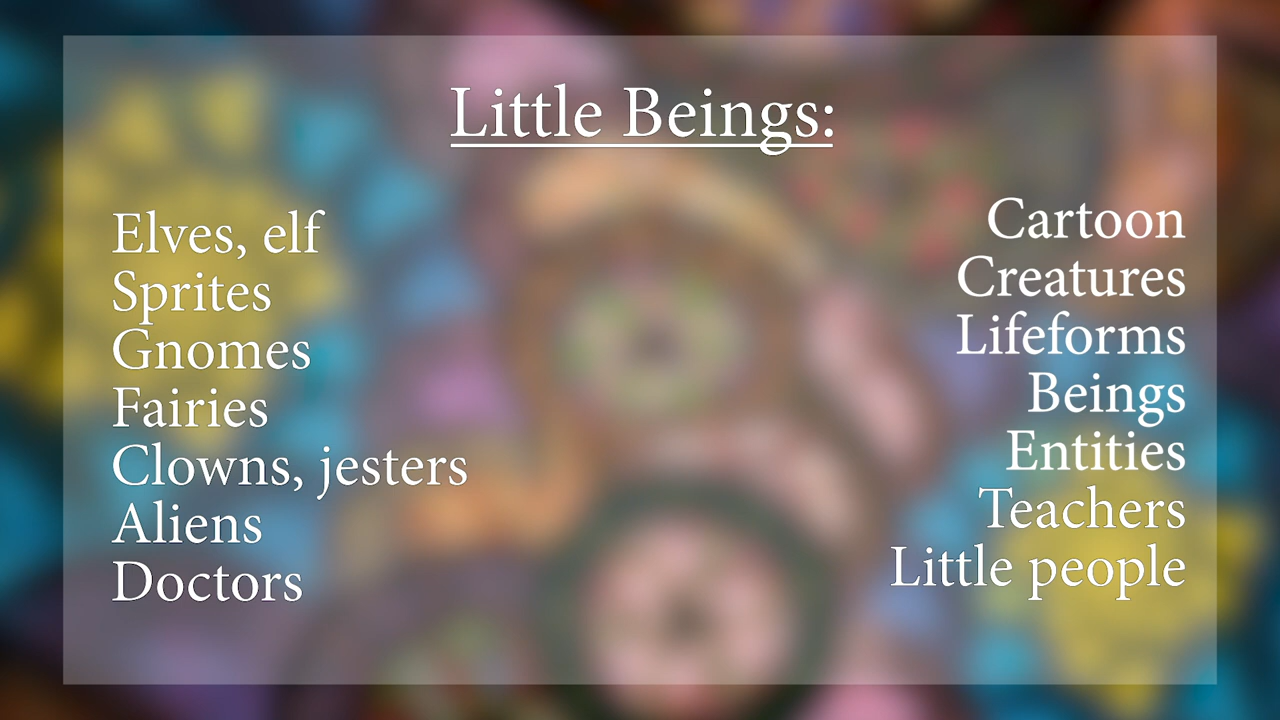 Little Beings:
Elves, elf
Sprites
Gnomes
Fairies
Clowns, jesters
Aliens
Doctors
Cartoon
Creatures
Lifeforms
Beings
Entities
Teachers
Little people